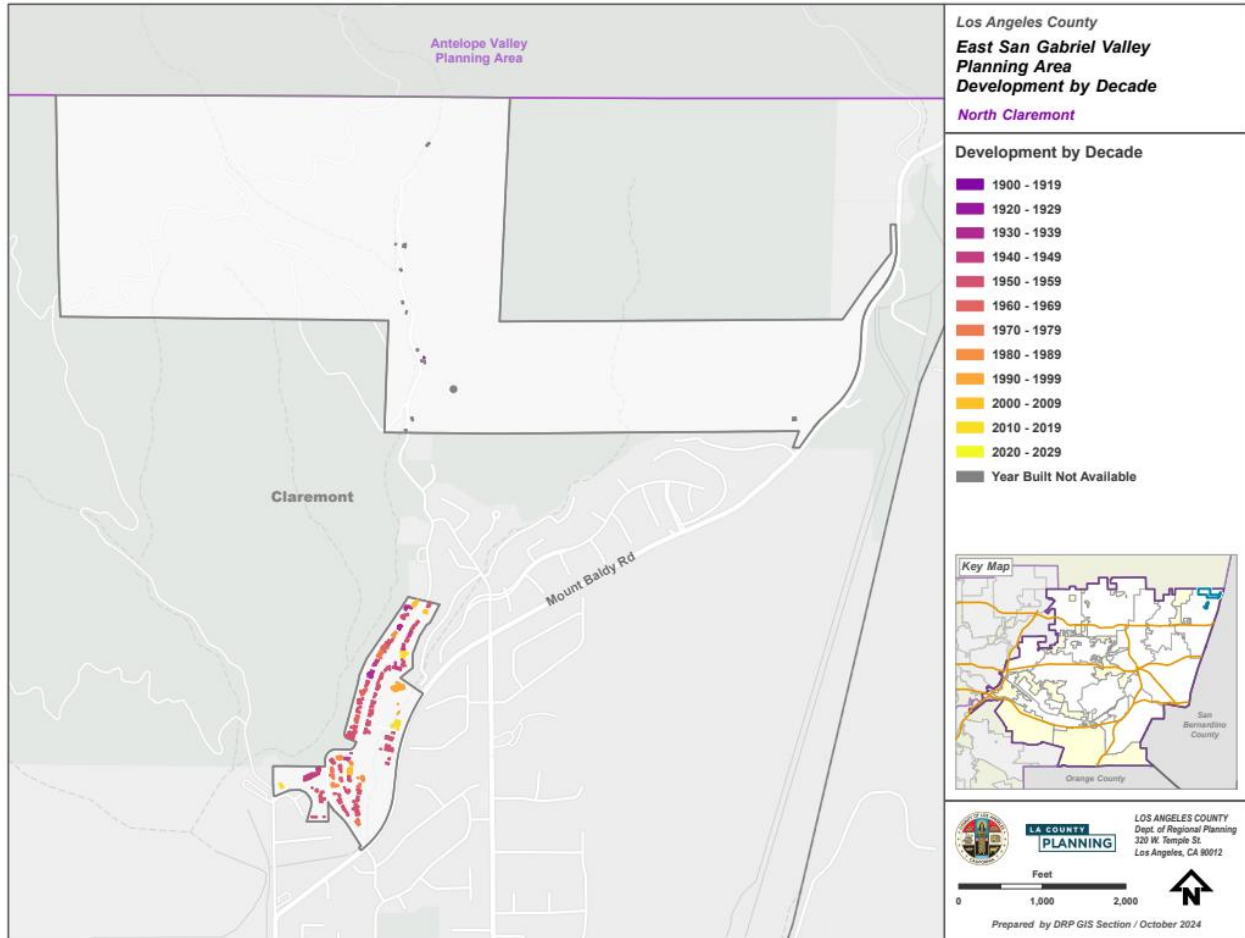 Antelope Valley
Planning Area
Claremont
Mount Baldy Rd
Los Angeles County
East San Gabriel Valley
Planning Area
Development by Decade
North Claremont
Development by Decade
1900 - 1919
1920 - 1929
1930 - 1939
1940 - 1949
1950 - 1959
1960 - 1969
1970 - 1979
1980 - 1989
1990 - 1999
2000 - 2009
2010 - 2019
2020 - 2029
Year Built Not Available
Key Map
San
Bernardino
County
Orange County
LA COUNTY
PLANNING
LOS ANGELES COUNTY
Dept. of Regional Planning
320 W. Temple St.
Los Angeles, CA 90012
Feet
0 1,000 2,000
N
Prepared by DRP GIS Section / October 2024